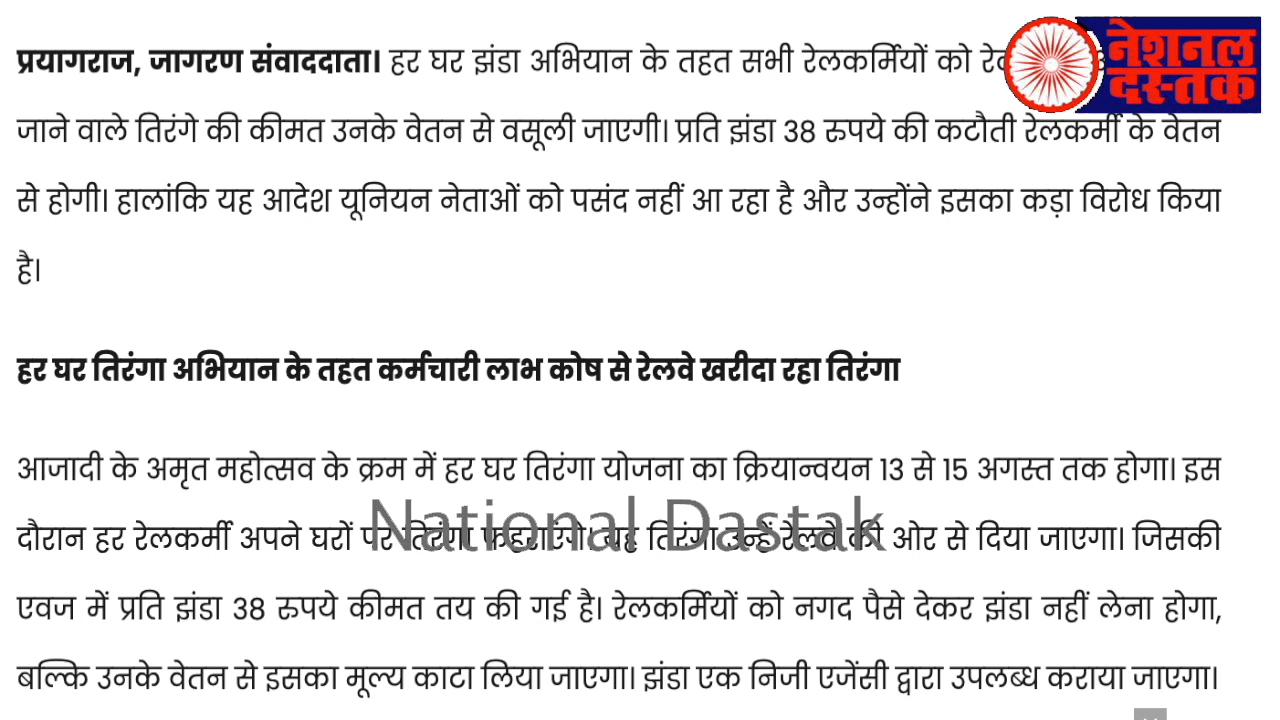 प्रयागराज, जागरण संवाददाता। हर घर झंडा अभियान के तहत सभी रेलकर्मियों को
नेशनल
दस्तक
जाने वाले तिरंगे की कीमत उनके वेतन से वसूली जाएगी। प्रति झंडा 38 रुपये की कटौती रेलकर्मी के वेतन
से होगी। हालांकि यह आदेश यूनियन नेताओं को पसंद नहीं आ रहा है और उन्होंने इसका कड़ा विरोध किया
है।
हर घर तिरंगा अभियान के तहत कर्मचारी लाभ कोष से रेलवे खरीदा रहा तिरंगा
आजादी के अमृत महोत्सव के क्रम में हर घर तिरंगा योजना का क्रियान्वयन 13 से 15 अगस्त तक होगा। इस
National Dastak
दौरान हर रेलकर्मी अपने घरों पर तिरंगा फहराएंगे। यह तिरंगा उन्हें रेलवे की ओर से दिया जाएगा। जिसकी
एवज में प्रति झंडा 38 रुपये कीमत तय की गई है। रेलकर्मियों को नगद पैसे देकर झंडा नहीं लेना होगा,
बल्कि उनके वेतन से इसका मूल्य काटा लिया जाएगा। झंडा एक निजी एजेंसी द्वारा उपलब्ध कराया जाएगा।